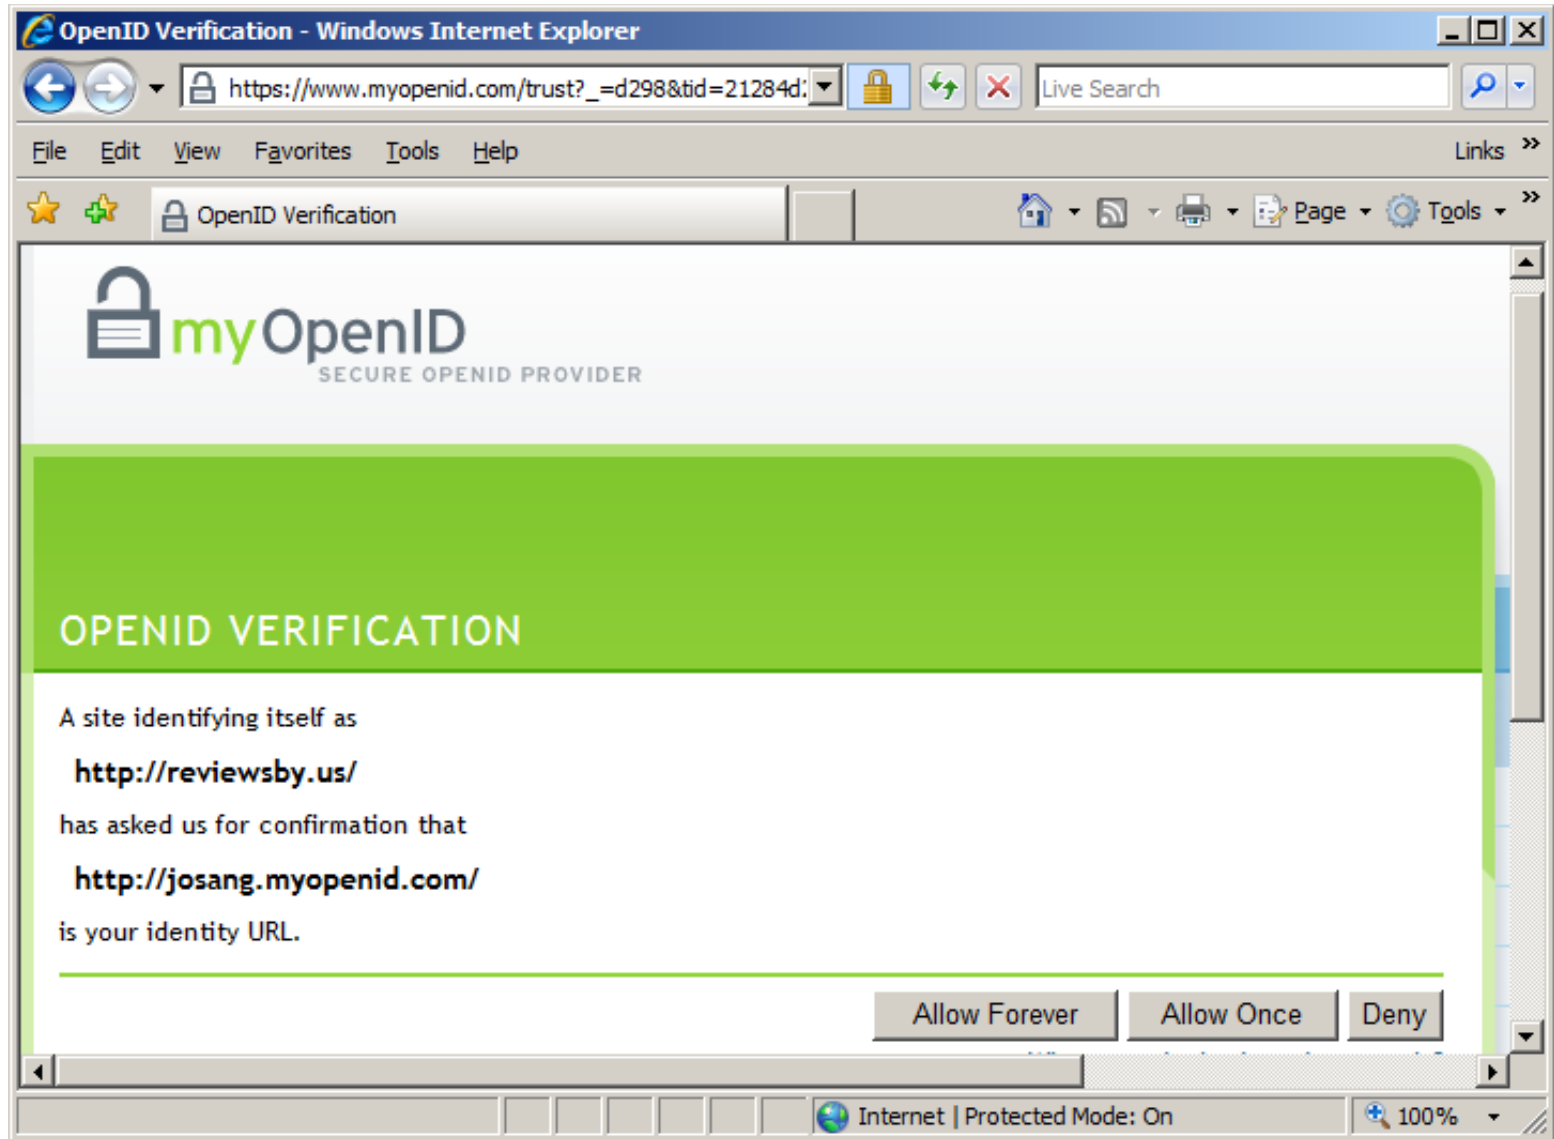 OpenID Verification - Windows Internet Explorer
https://www.myopenid.com/trust?_=d298&tid=21284d
Live Search
File Edit View Favorites Tools Help Links »
OpenID Verification
Page Tools »
myOpenID
SECURE OPENID PROVIDER
OPENID VERIFICATION
A site identifying itself as
http://reviewsby.us/
has asked us for confirmation that
http://josang.myopenid.com/
is your identity URL.
Allow Forever Allow Once Deny
Internet | Protected Mode: On 100%